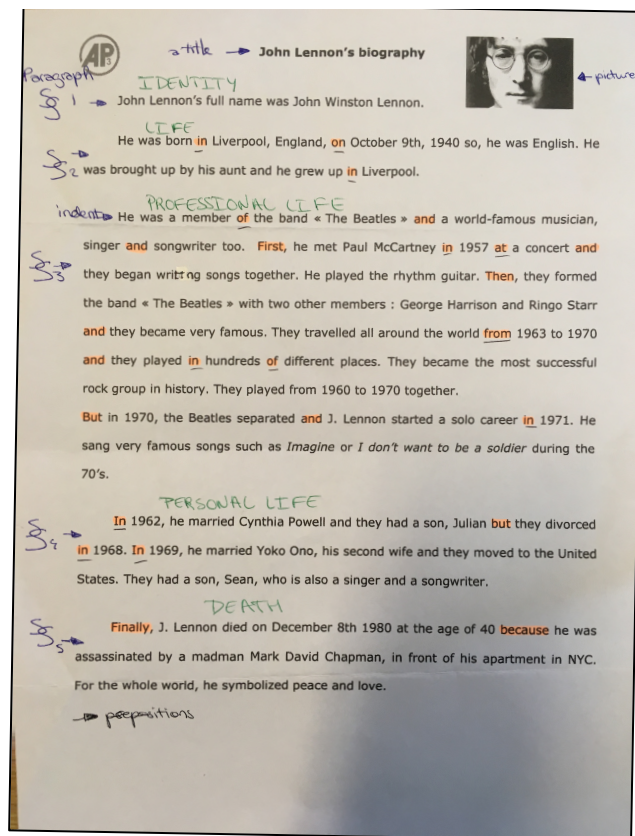 AP
3
a title → John Lennon's biography
Paragraph
← picture
IDENTITY
§ 1 → John Lennon's full name was John Winston Lennon.
LIFE
He was born in Liverpool, England, on October 9th, 1940 so, he was English. He
§ 2 → was brought up by his aunt and he grew up in Liverpool.
PROFESSIONAL LIFE
indent → He was a member of the band « The Beatles » and a world-famous musician,
singer and songwriter too. First, he met Paul McCartney in 1957 at a concert and
§ 3 → they began writting songs together. He played the rhythm guitar. Then, they formed
the band « The Beatles » with two other members : George Harrison and Ringo Starr
and they became very famous. They travelled all around the world from 1963 to 1970
and they played in hundreds of different places. They became the most successful
rock group in history. They played from 1960 to 1970 together.
But in 1970, the Beatles separated and J. Lennon started a solo career in 1971. He
sang very famous songs such as Imagine or I don't want to be a soldier during the
70's.
PERSONAL LIFE
In 1962, he married Cynthia Powell and they had a son, Julian but they divorced
§ 4 → in 1968. In 1969, he married Yoko Ono, his second wife and they moved to the United
States. They had a son, Sean, who is also a singer and a songwriter.
DEATH
Finally, J. Lennon died on December 8th 1980 at the age of 40 because he was
§ 5 → assassinated by a madman Mark David Chapman, in front of his apartment in NYC.
For the whole world, he symbolized peace and love.
→ prepositions